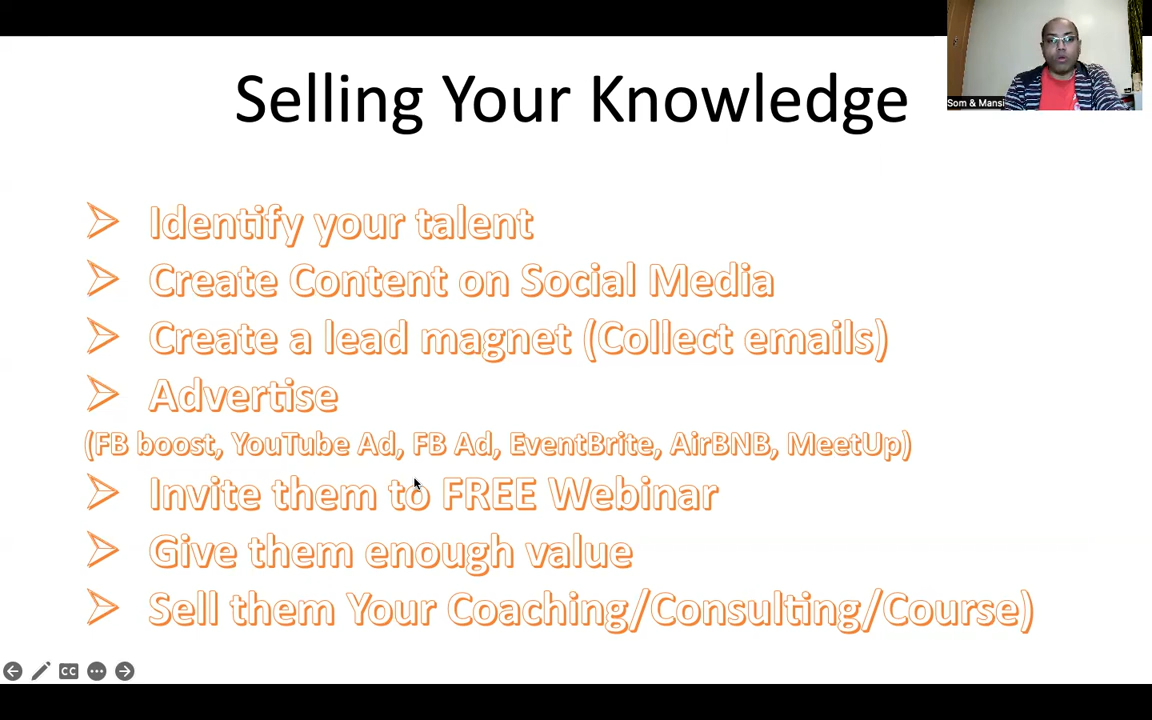 Selling Your Knowledge
Som & Mansi
➢ Identify your talent
➢ Create Content on Social Media
➢ Create a lead magnet (Collect emails)
➢ Advertise
(FB boost, YouTube Ad, FB Ad, EventBrite, AirBNB, MeetUp)
➢ Invite them to FREE Webinar
➢ Give them enough value
➢ Sell them Your Coaching/Consulting/Course)
CC